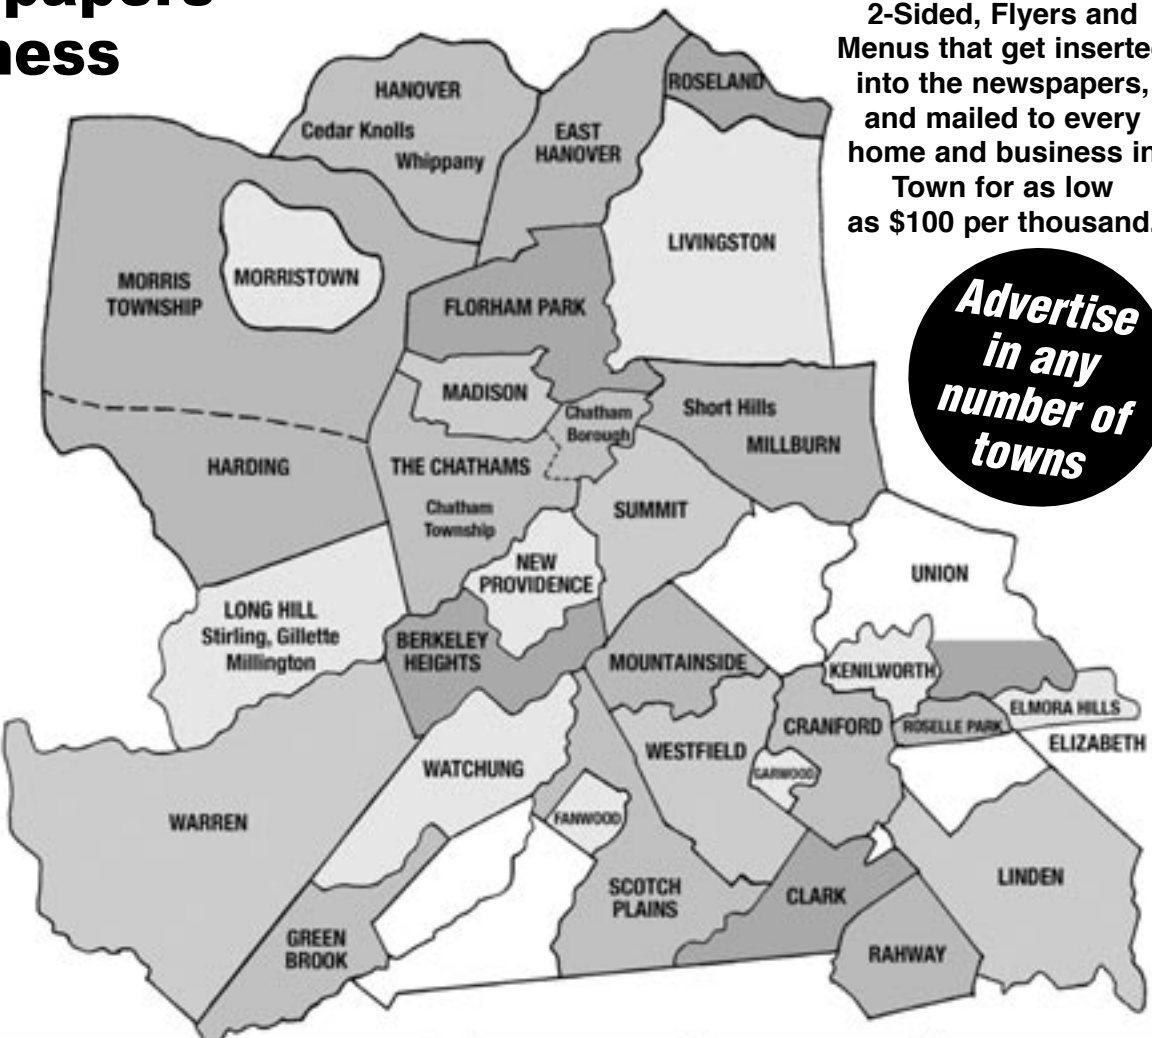 2-Sided, Flyers and
Menus that get
into the newspapers,
and mailed to every
home and business
Town for as low
as $100 per thousand.
Advertise
in any
number of
towns
HANOVER
Cedar Knolls
Whippany
EAST
HANOVER
ROSELAND
LIVINGSTON
MORRIS
TOWNSHIP
MORRISTOWN
FLORHAM PARK
MADISON
Chatham
Borough
Short Hills
MILLBURN
HARDING
THE CHATHAMS
Chatham
Township
SUMMIT
NEW
PROVIDENCE
UNION
LONG HILL
Stirling, Gillette
Millington
BERKELEY
HEIGHTS
MOUNTAINSIDE
KENILWORTH
ELMORA HILLS
ROSELLE PARK
ELIZABETH
CRANFORD
WESTFIELD
GARWOOD
WATCHUNG
WARREN
FANWOOD
SCOTCH
PLAINS
CLARK
LINDEN
GREEN
BROOK
RAHWAY